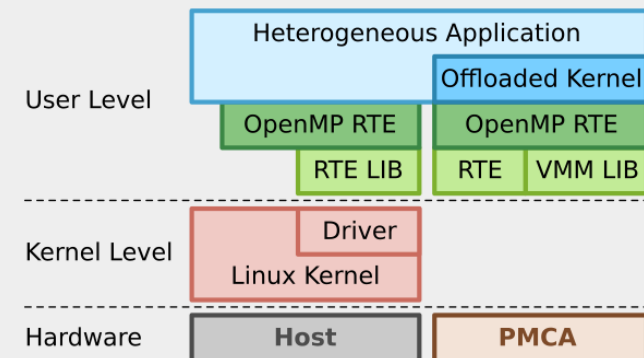 Heterogeneous Application
Offloaded Kernel
User Level
OpenMP RTE
OpenMP RTE
RTE LIB
RTE
VMM LIB
Driver
Kernel Level
Linux Kernel
Hardware
Host
PMCA